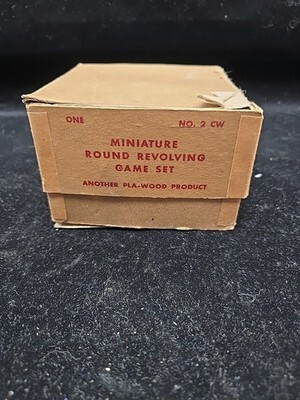 ONE NO. 2 CW
MINIATURE
ROUND REVOLVING
GAME SET
ANOTHER PLA-WOOD PRODUCT